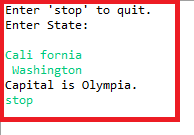 Enter 'stop' to quit.
Enter State:
Cali fornia
Washington
Capital is Olympia.
stop